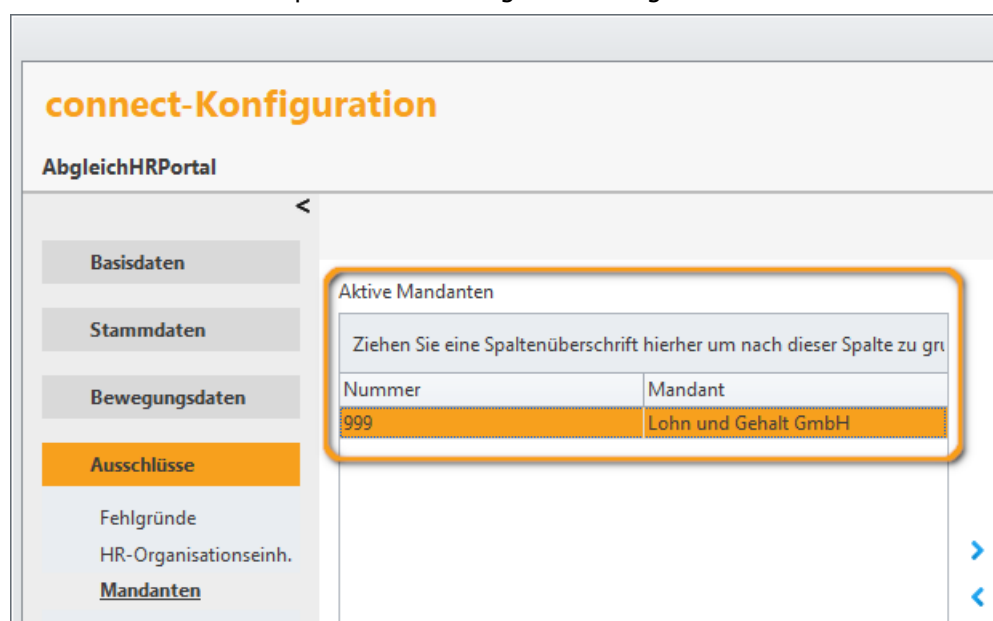 connect-Konfiguration
AbgleichHRPortal
<
Basisdaten
Stammdaten
Bewegungsdaten
Ausschlüsse
Fehlgründe
HR-Organisationseinh.
Mandanten
Aktive Mandanten
Ziehen Sie eine Spaltenüberschrift hierher um nach dieser Spalte zu gru
Nummer Mandant
999 Lohn und Gehalt GmbH